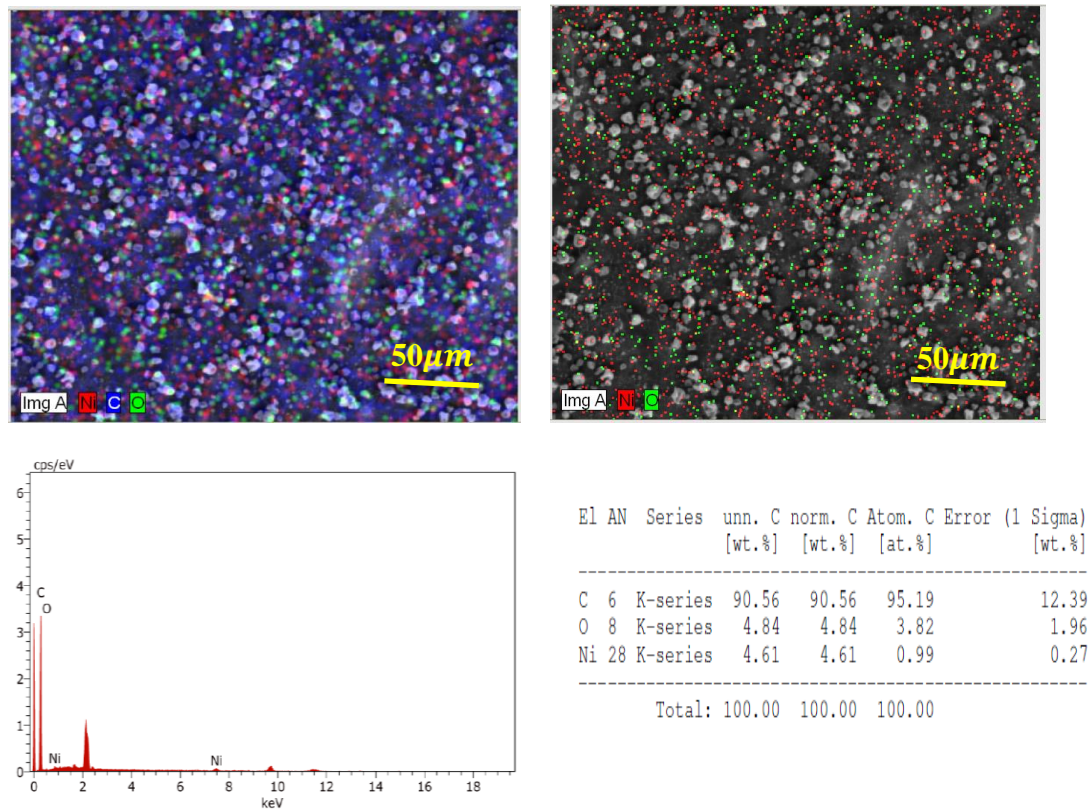 50μm
Img A Ni C O
50μm
Img A Ni O
cps/eV
6
5
4
3
2
1
0
C
O
Ni
Ni
0 2 4 6 8 10 12 14 16 18
keV
El AN Series unn. C norm. C Atom. C Error (1 Sigma)
[wt.%] [wt.%] [at.%] [wt.%]
C 6 K-series 90.56 90.56 95.19 12.39
O 8 K-series 4.84 4.84 3.82 1.96
Ni 28 K-series 4.61 4.61 0.99 0.27
Total: 100.00 100.00 100.00